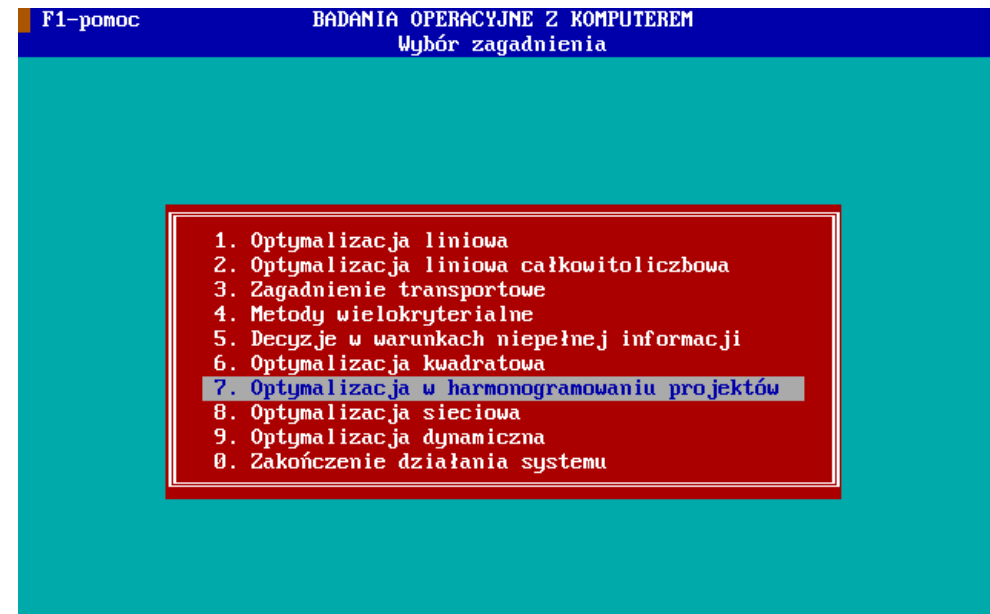 F1-pomoc BADANIA OPERACYJNE Z KOMPUTEREM
Wybór zagadnienia
1. Optymalizacja liniowa
2. Optymalizacja liniowa całkowitoliczbowa
3. Zagadnienie transportowe
4. Metody wielokryterialne
5. Decyzje w warunkach niepełnej informacji
6. Optymalizacja kwadratowa
7. Optymalizacja w harmonogramowaniu projektów
8. Optymalizacja sieciowa
9. Optymalizacja dynamiczna
0. Zakończenie działania systemu